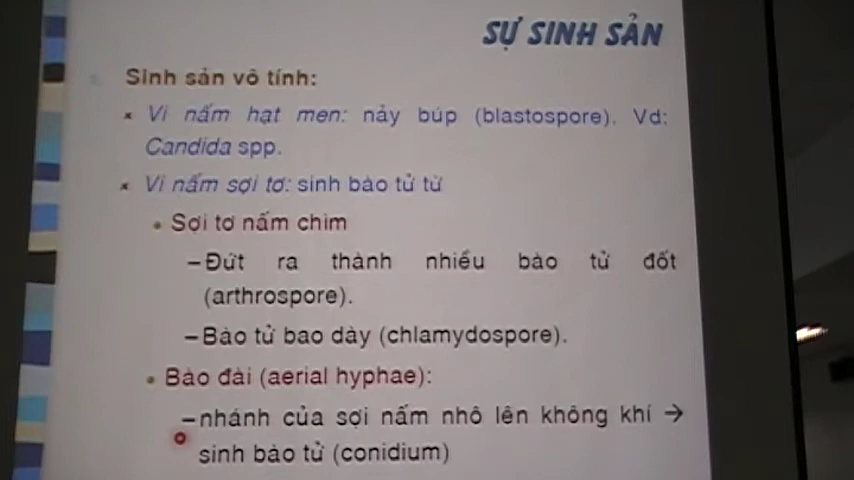 SỰ SINH SẢN
Sinh sản vô tính:
Vi nấm hạt men: nảy búp (blastospore). Vd:
Candida spp.
Vi nấm sợi tơ: sinh bào tử từ
• Sợi tơ nấm chìm
–Đứt ra thành nhiều bào tử đốt
(arthrospore).
–Bào tử bao dày (chlamydospore).
• Bào đài (aerial hyphae):
–nhánh của sợi nấm nhô lên không khí →
sinh bào tử (conidium)